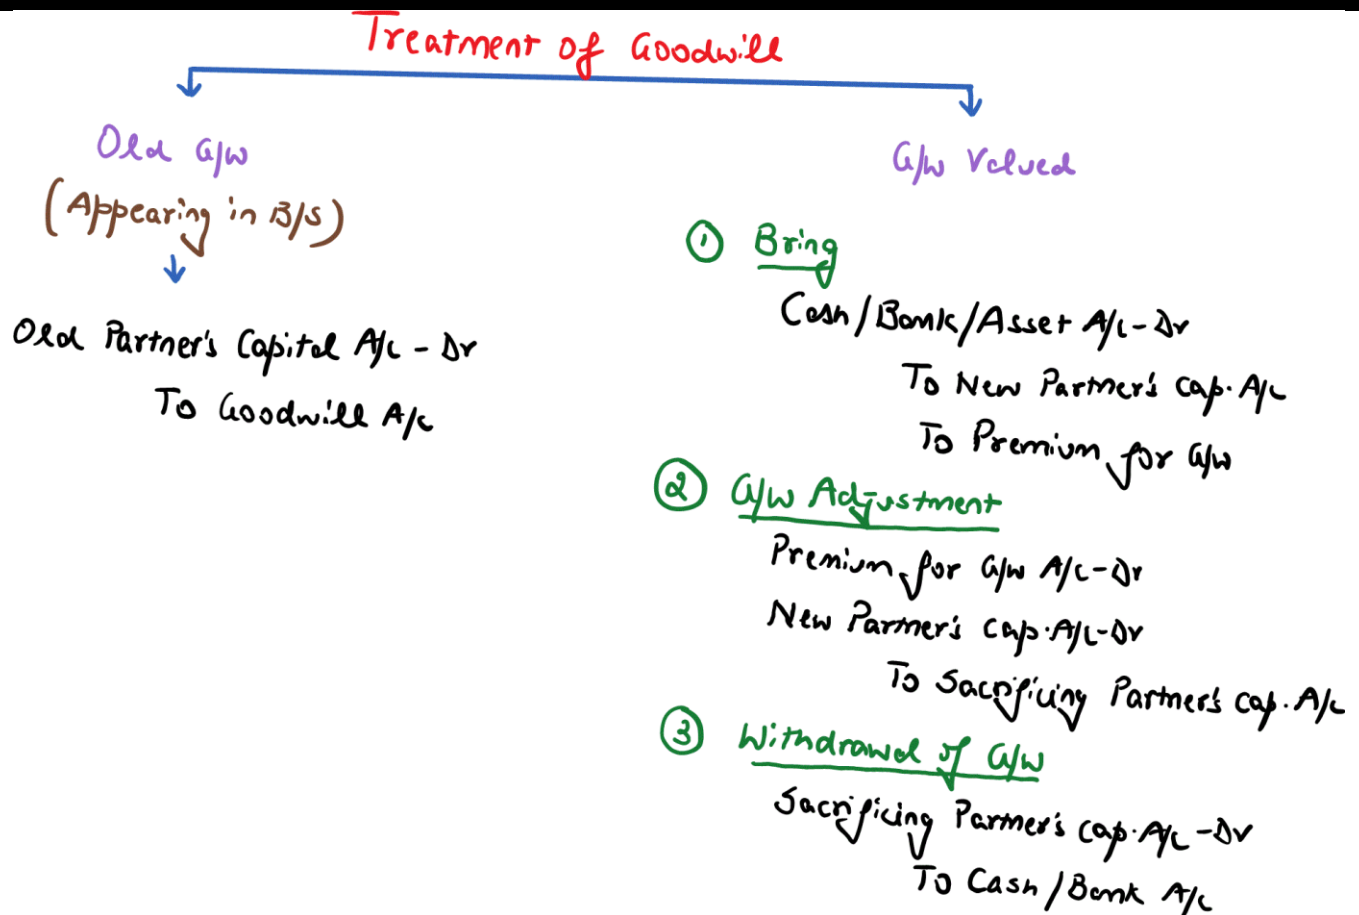 Treatment of Goodwill
Old G/W
(Appearing in B/S)
Old Partner's Capital A/c - Dr
To Goodwill A/c
G/W Valued
① Bring
Cash/Bank/Asset A/c - Dr
To New Partner's Cap. A/c
To Premium for G/W
② G/W Adjustment
Premium for G/W A/c - Dr
New Partner's Cap. A/c - Dr
To Sacrificing Partner's Cap. A/c
③ Withdrawal of G/W
Sacrificing Partner's Cap. A/c - Dr
To Cash/Bank A/c